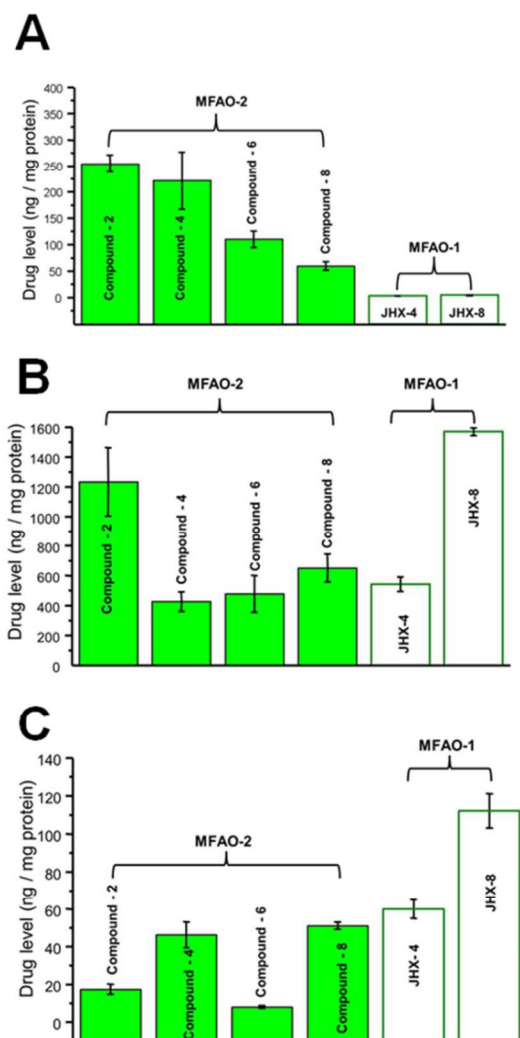 A
Drug level (ng / mg protein)
400
350
300
250
200
150
100
50
0
MFAO-2
Compound - 2
Compound - 4
Compound - 6
Compound - 8
MFAO-1
JHX-4
JHX-8
B
Drug level (ng / mg protein)
1600
1400
1200
1000
800
600
400
200
0
MFAO-2
MFAO-1
Compound - 2
Compound - 4
Compound - 6
Compound - 8
JHX-4
JHX-8
C
Drug level (ng / mg protein)
140
120
100
80
60
40
20
0
MFAO-1
MFAO-2
Compound - 2
Compound - 4
Compound - 6
Compound - 8
JHX- 4
JHX-8